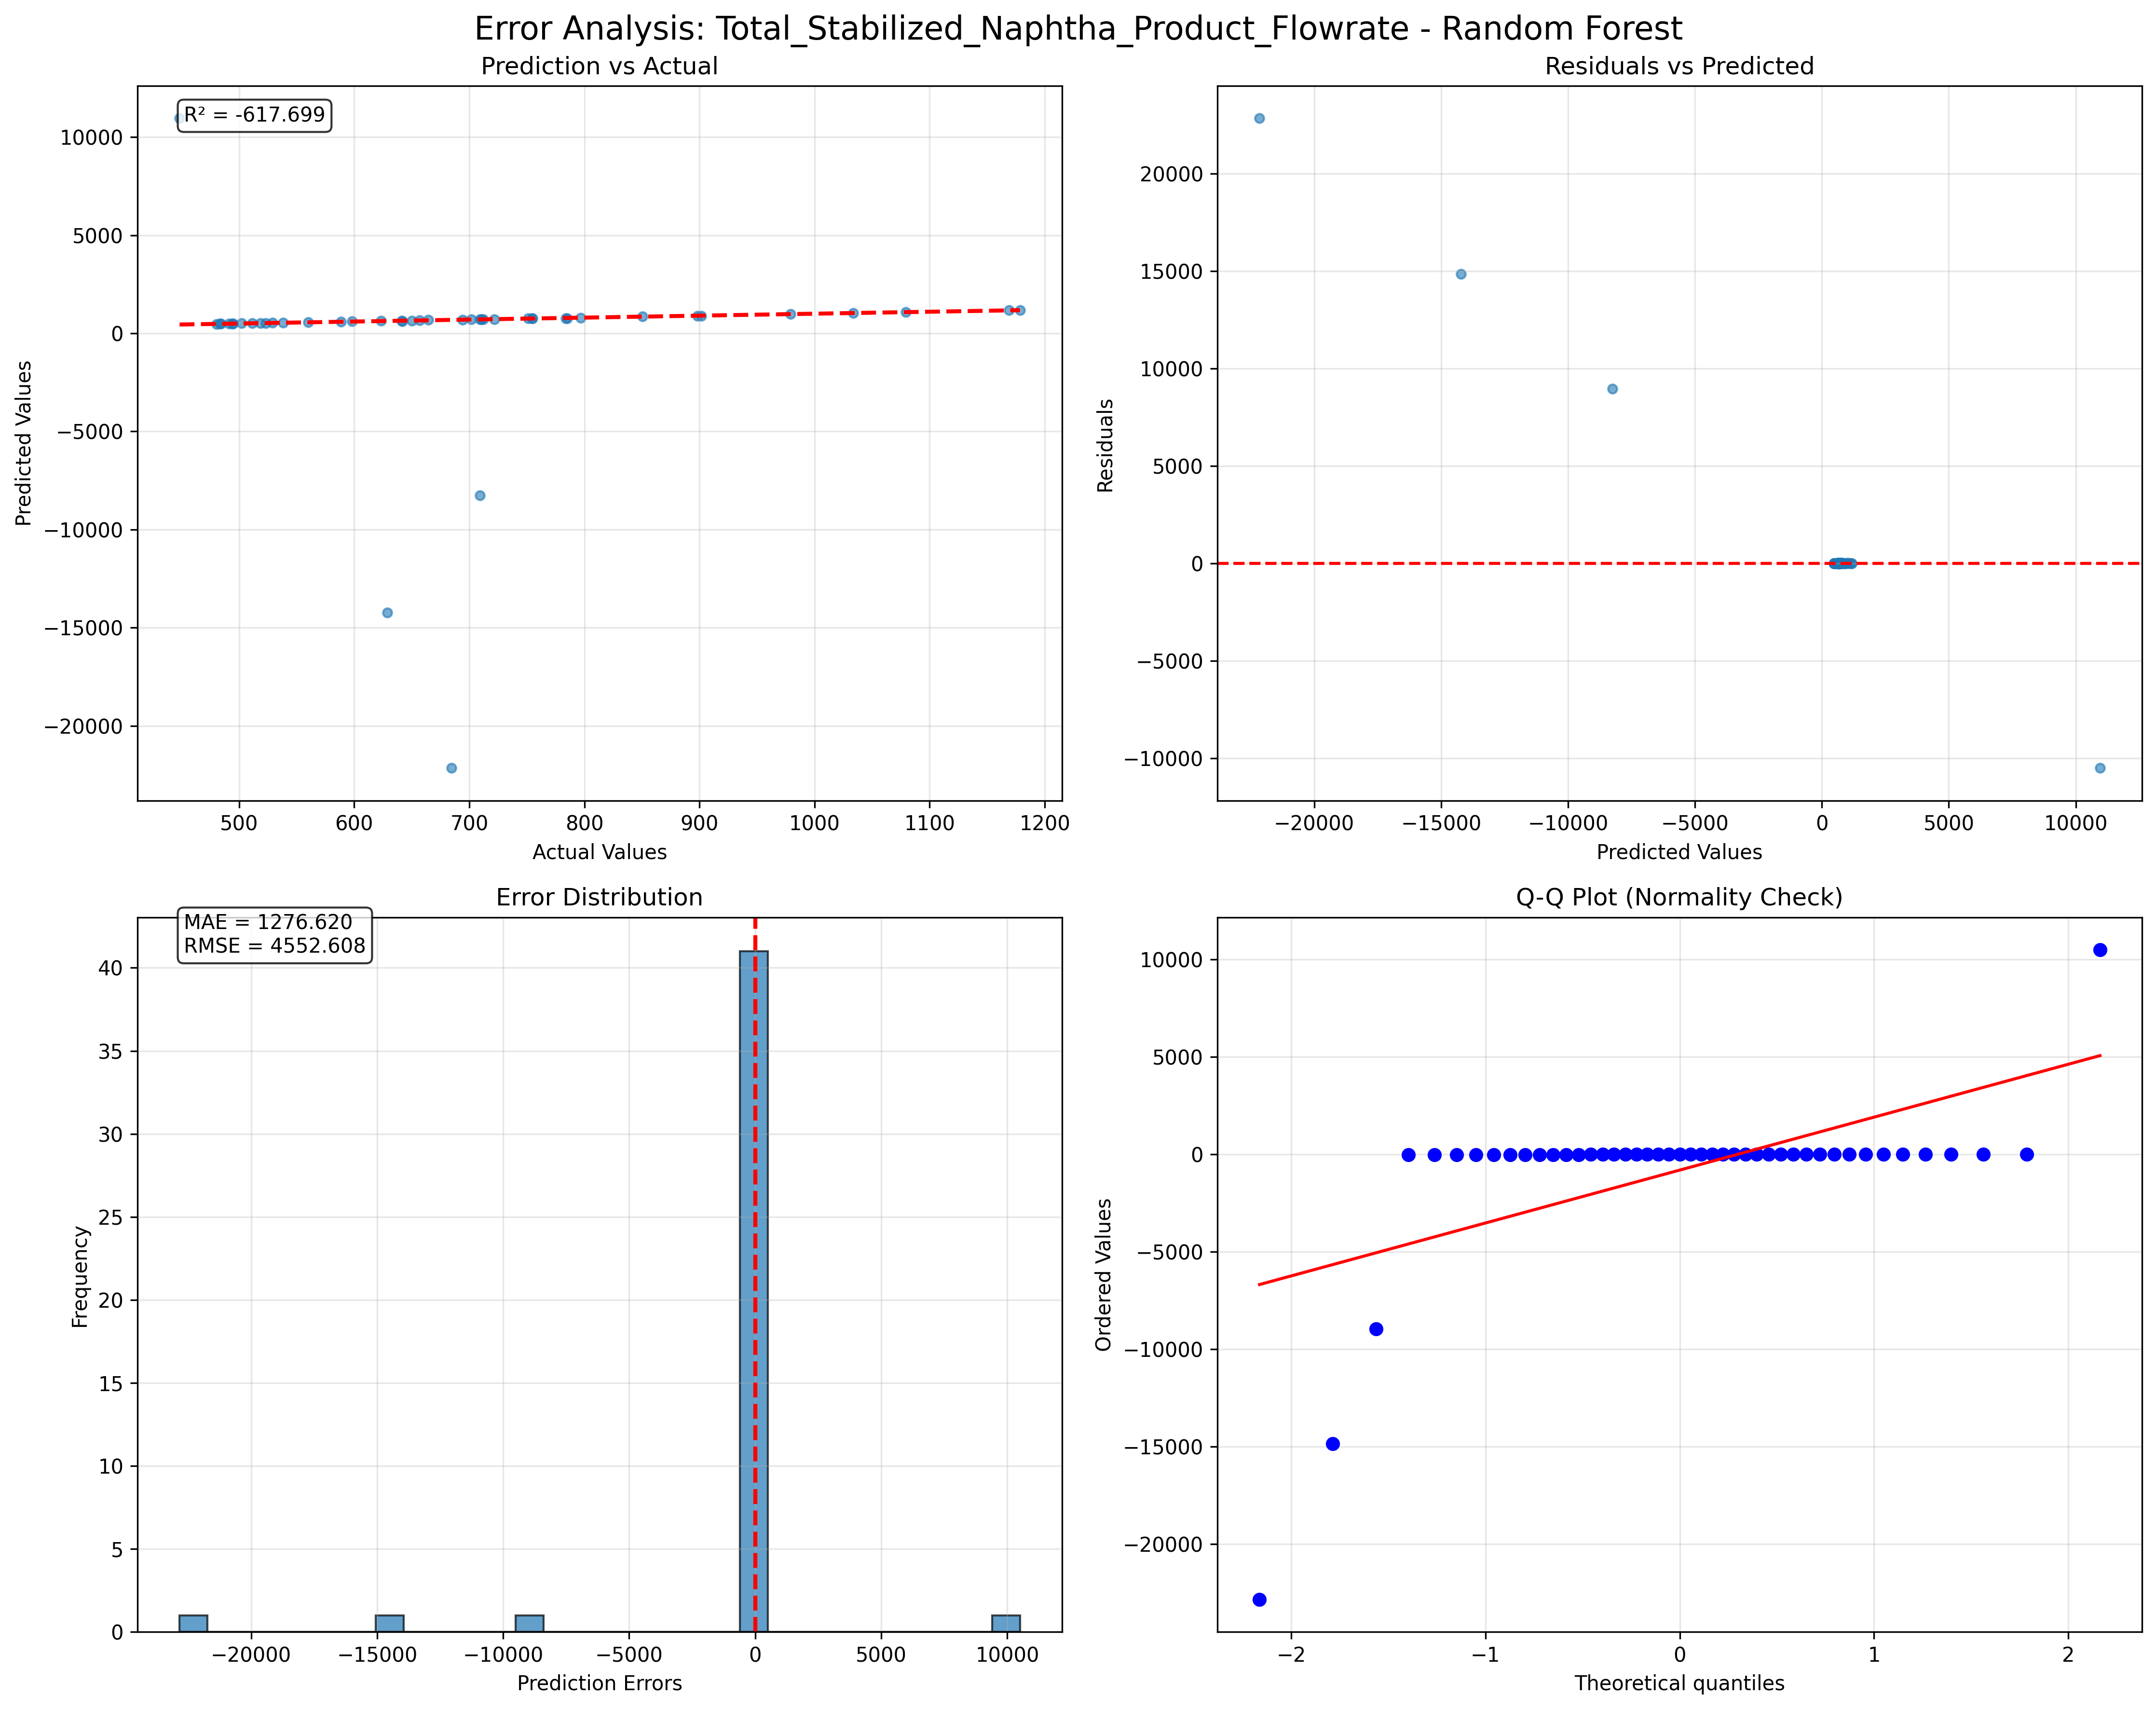 Error Analysis: Total_Stabilized_Naphtha_Product_Flowrate - Random Forest
Prediction vs Actual
R² = -617.699
10000
5000
0
−5000
−10000
−15000
−20000
Predicted Values
500 600 700 800 900 1000 1100 1200
Actual Values
Residuals vs Predicted
20000
15000
10000
5000
0
−5000
−10000
Residuals
−20000 −15000 −10000 −5000 0 5000 10000
Predicted Values
Error Distribution
MAE = 1276.620
RMSE = 4552.608
40
35
30
25
20
15
10
5
0
Frequency
−20000 −15000 −10000 −5000 0 5000 10000
Prediction Errors
Q-Q Plot (Normality Check)
10000
5000
0
−5000
−10000
−15000
−20000
Ordered Values
−2 −1 0 1 2
Theoretical quantiles